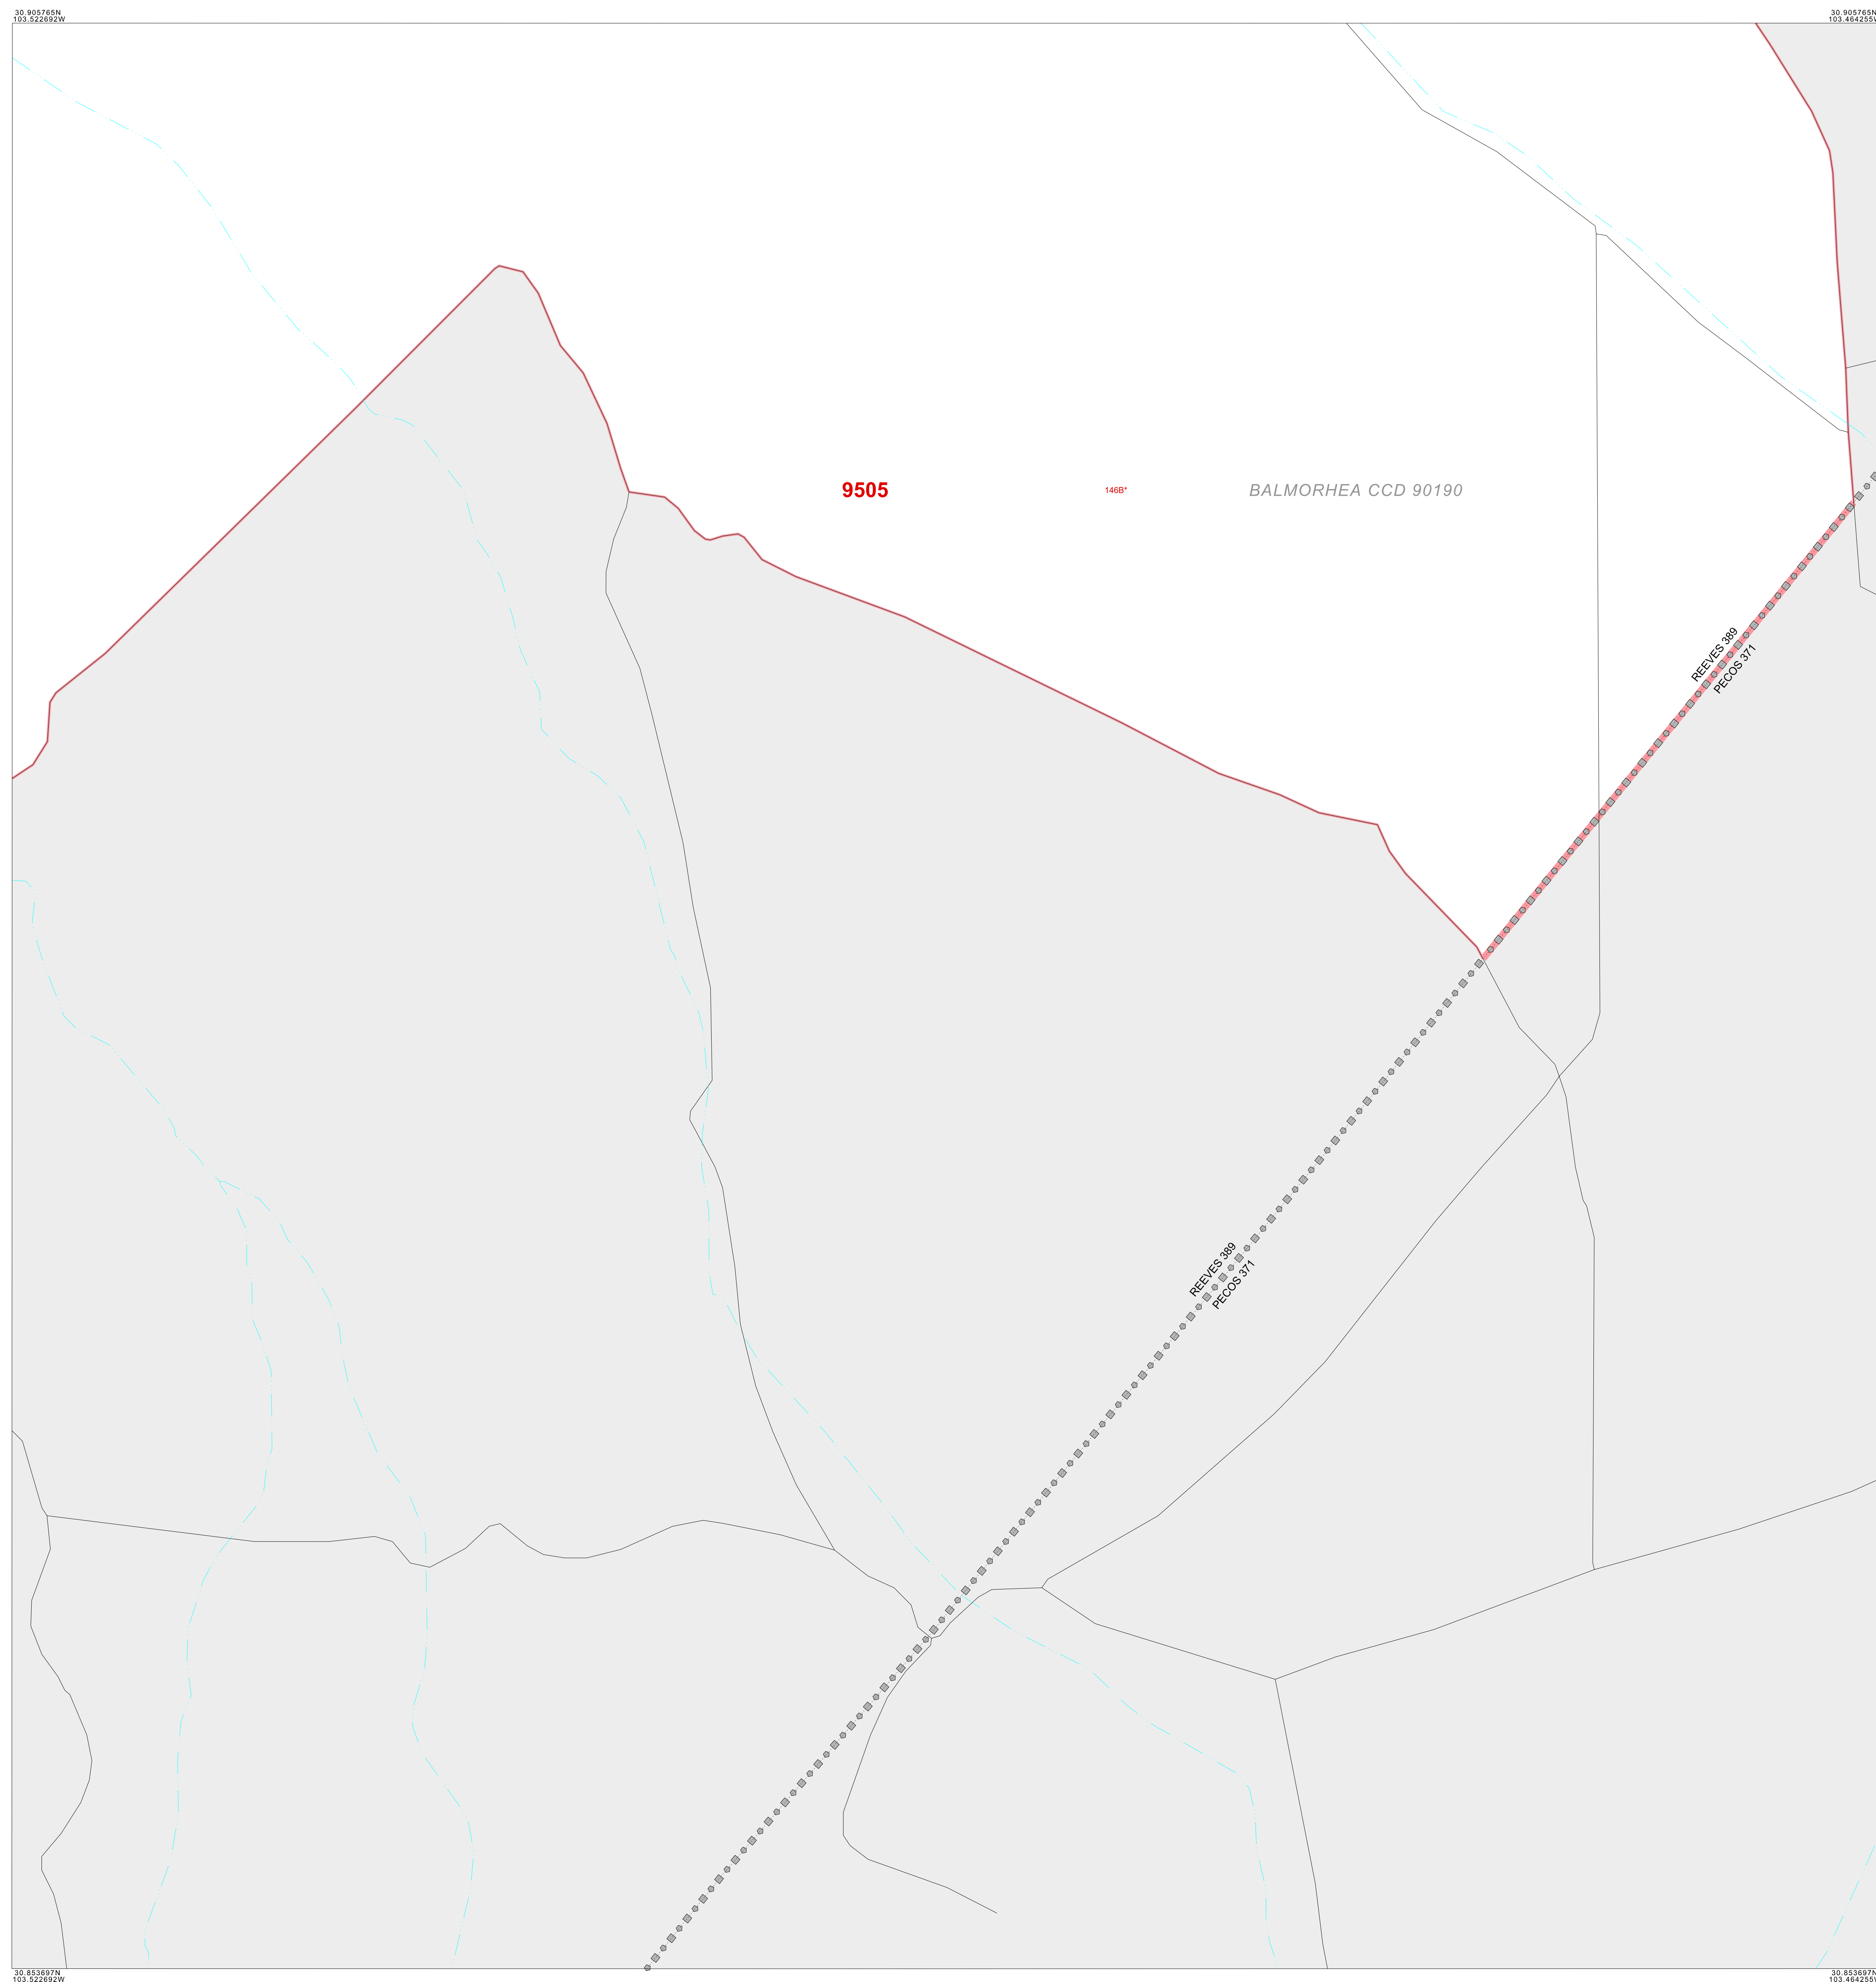 30.905765N
103.522692W
30.905765N
103.464255W
9505
146B*
BALMORHEA CCD 90190
REEVES 389
PECOS 371
REEVES 389
PECOS 371
30.853697N
103.522692W
30.853697N
103.464255W